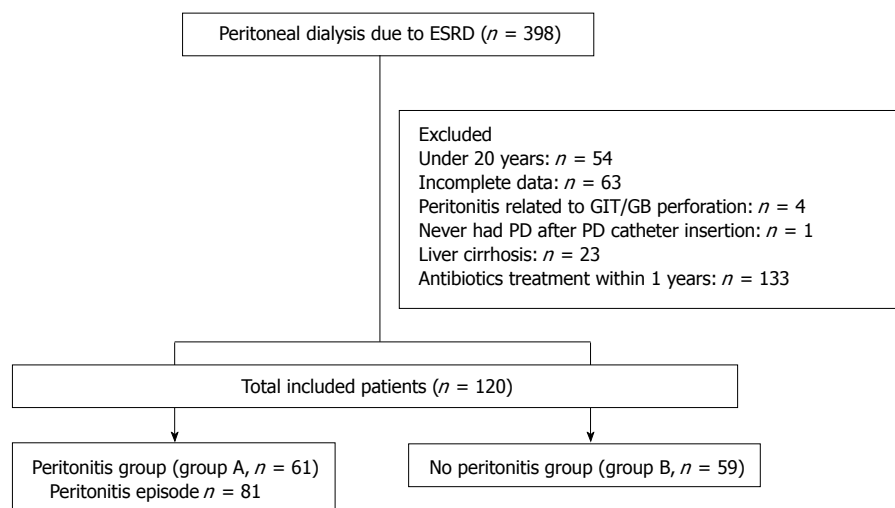 Peritoneal dialysis due to ESRD (n = 398)
Excluded
Under 20 years: n = 54
Incomplete data: n = 63
Peritonitis related to GIT/GB perforation: n = 4
Never had PD after PD catheter insertion: n = 1
Liver cirrhosis: n = 23
Antibiotics treatment within 1 years: n = 133
Total included patients (n = 120)
Peritonitis group (group A, n = 61)
Peritonitis episode n = 81
No peritonitis group (group B, n = 59)